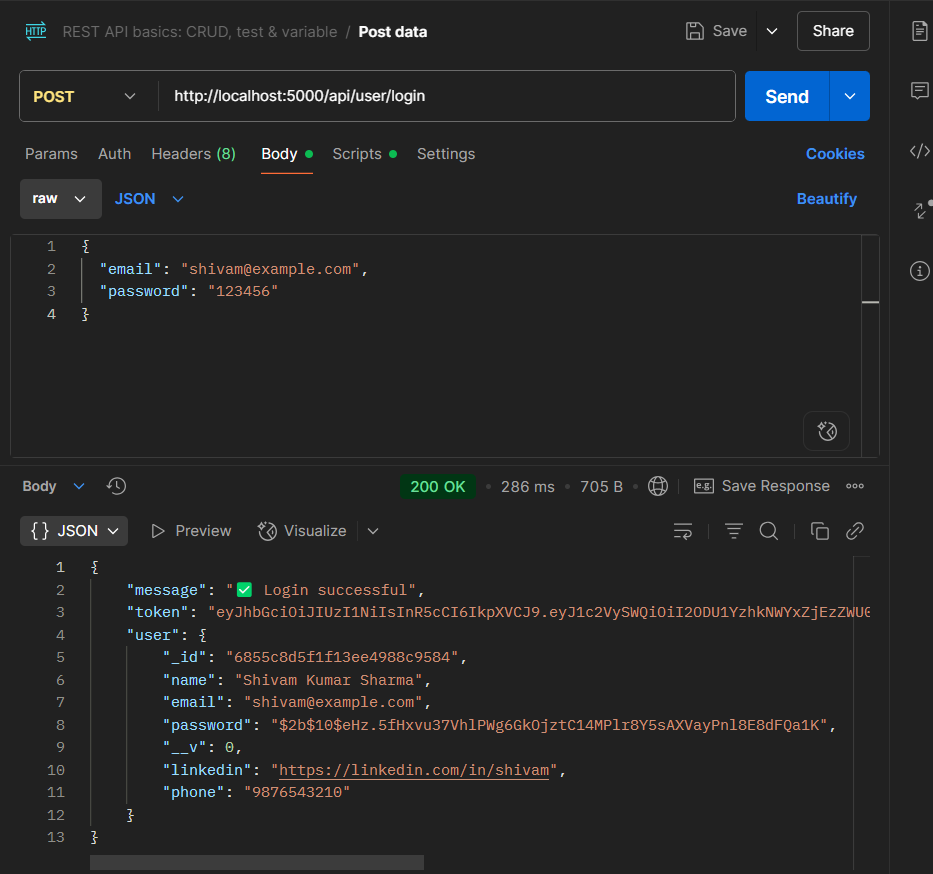 HTTP REST API basics: CRUD, test & variable / Post data Save Share
POST http://localhost:5000/api/user/login Send
Params Auth Headers (8) Body Scripts Settings Cookies
raw JSON Beautify
1 {
2 "email": "shivam@example.com",
3 "password": "123456"
4 }
Body 200 OK 286 ms 705 B e.g. Save Response
{} JSON Preview Visualize
1 {
2 "message": "✅ Login successful",
3 "token": "eyJhbGciOiJIUzI1NiIsInR5cCI6IkpXVCJ9.eyJ1c2VySWQiOiI2ODU1YzhkNWYxZjEzZWU0
4 "user": {
5 "_id": "6855c8d5f1f13ee4988c9584",
6 "name": "Shivam Kumar Sharma",
7 "email": "shivam@example.com",
8 "password": "$2b$10$eHz.5fHxvu37VhlPWg6GkOjztC14MPlr8Y5sAXVayPnl8E8dFQa1K",
9 "__v": 0,
10 "linkedin": "https://linkedin.com/in/shivam",
11 "phone": "9876543210"
12 }
13 }